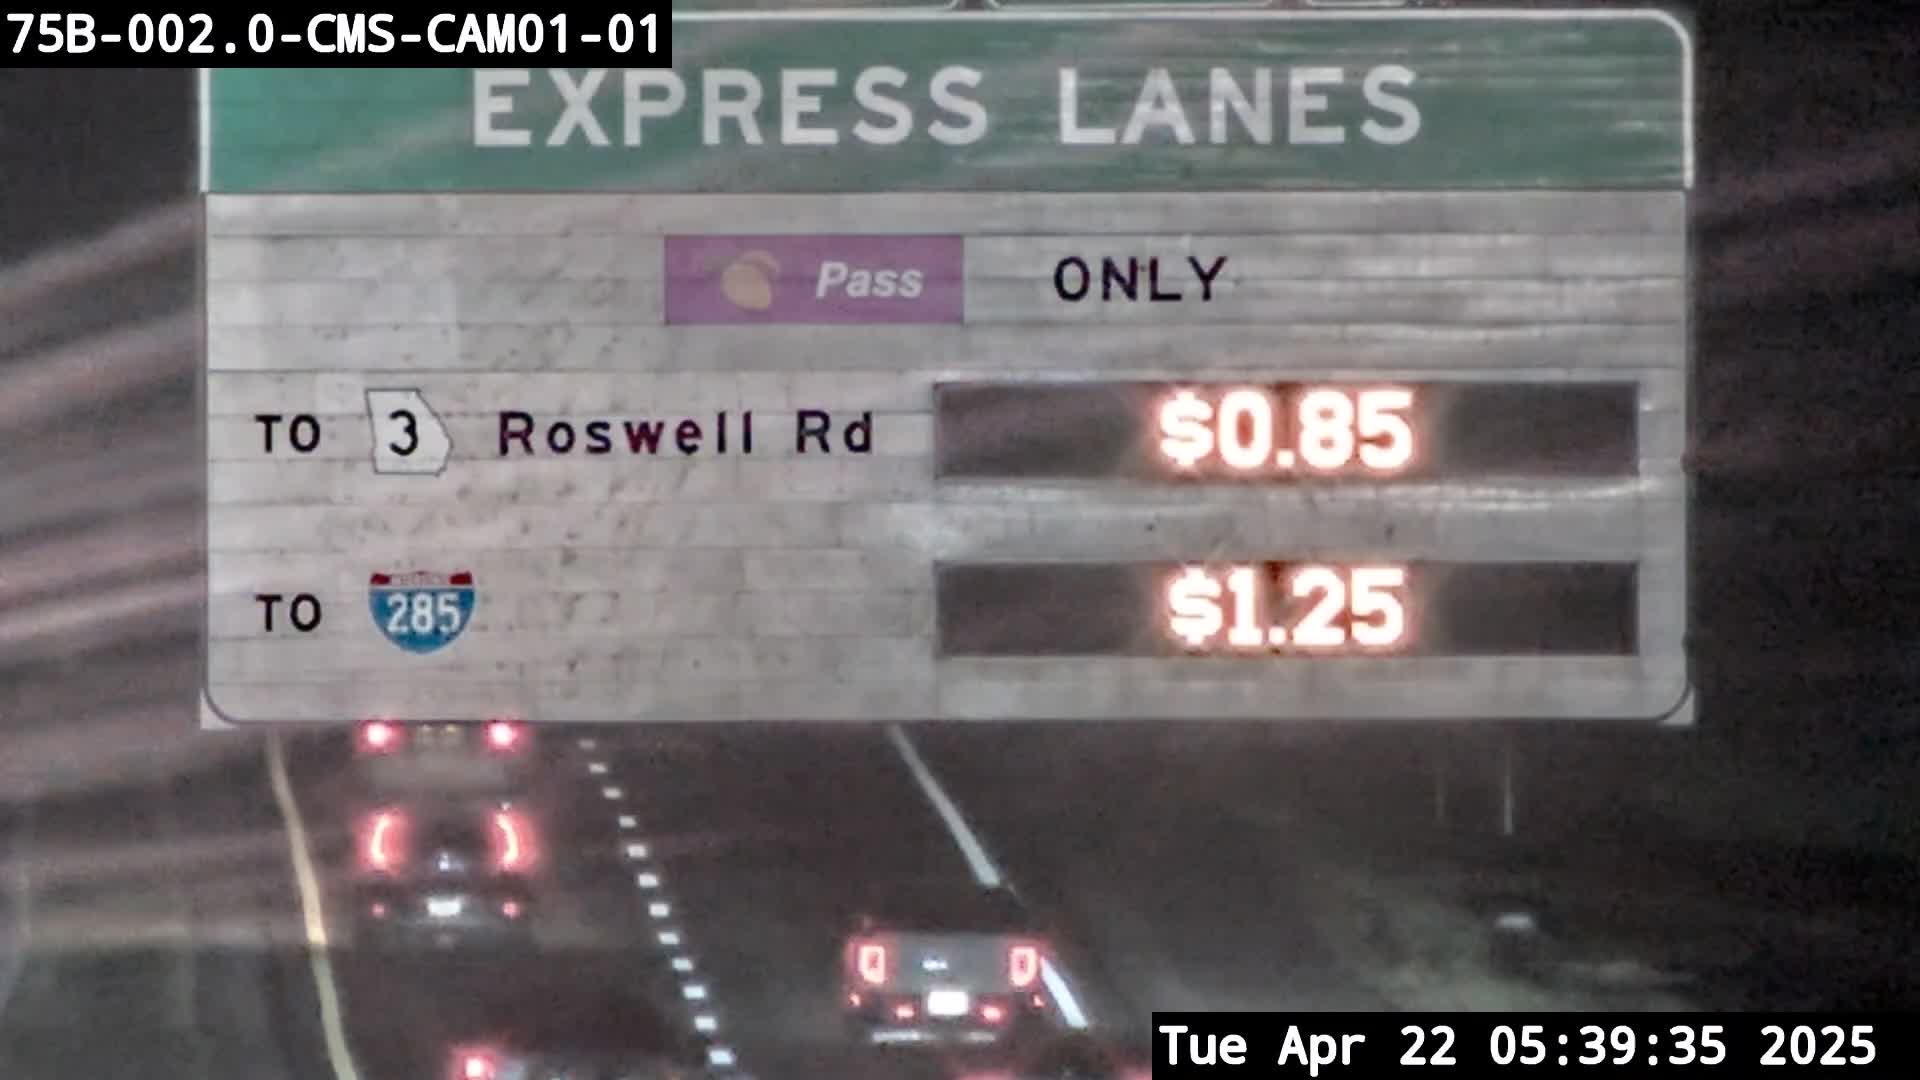 75B-002.0-CMS-CAM01-01
EXPRESS LANES
Pass ONLY
TO 3 Roswell Rd $0.85
TO 285 $1.25
Tue Apr 22 05:39:35 2025